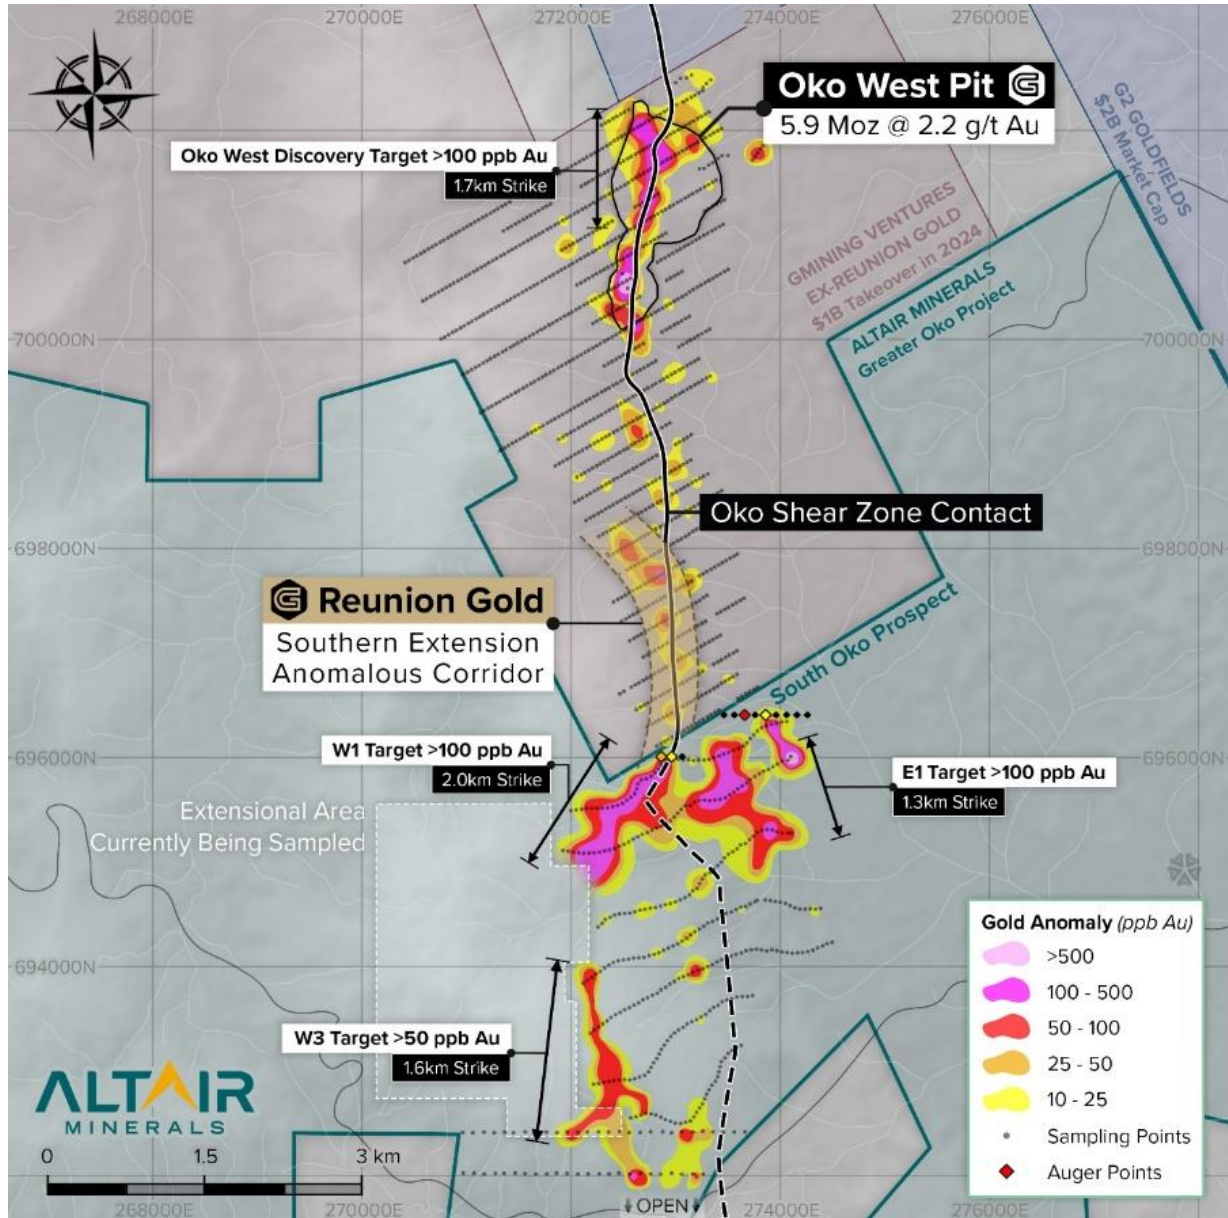 268000E
270000E
272000E
274000E
276000E
Oko West Pit
5.9 Moz @ 2.2 g/t Au
G2 GOLDFIELDS
$2B Market Cap
Oko West Discovery Target >100 ppb Au
1.7km Strike
GMINING VENTURES
EX-REUNION GOLD
$1B Takeover in 2024
ALTAIR MINERALS
Greater Oko Project
700000N
700000N
Oko Shear Zone Contact
698000N
698000N
Reunion Gold
Southern Extension
Anomalous Corridor
South Oko Prospect
W1 Target >100 ppb Au
2.0km Strike
696000N
696000N
E1 Target >100 ppb Au
1.3km Strike
Extensional Area
Currently Being Sampled
694000N
W3 Target >50 ppb Au
1.6km Strike
Gold Anomaly (ppb Au)
>500
100 - 500
50 - 100
25 - 50
10 - 25
Sampling Points
Auger Points
ALTAIR
MINERALS
0 1.5 3 km
OPEN
268000E
270000E
274000E
276000E